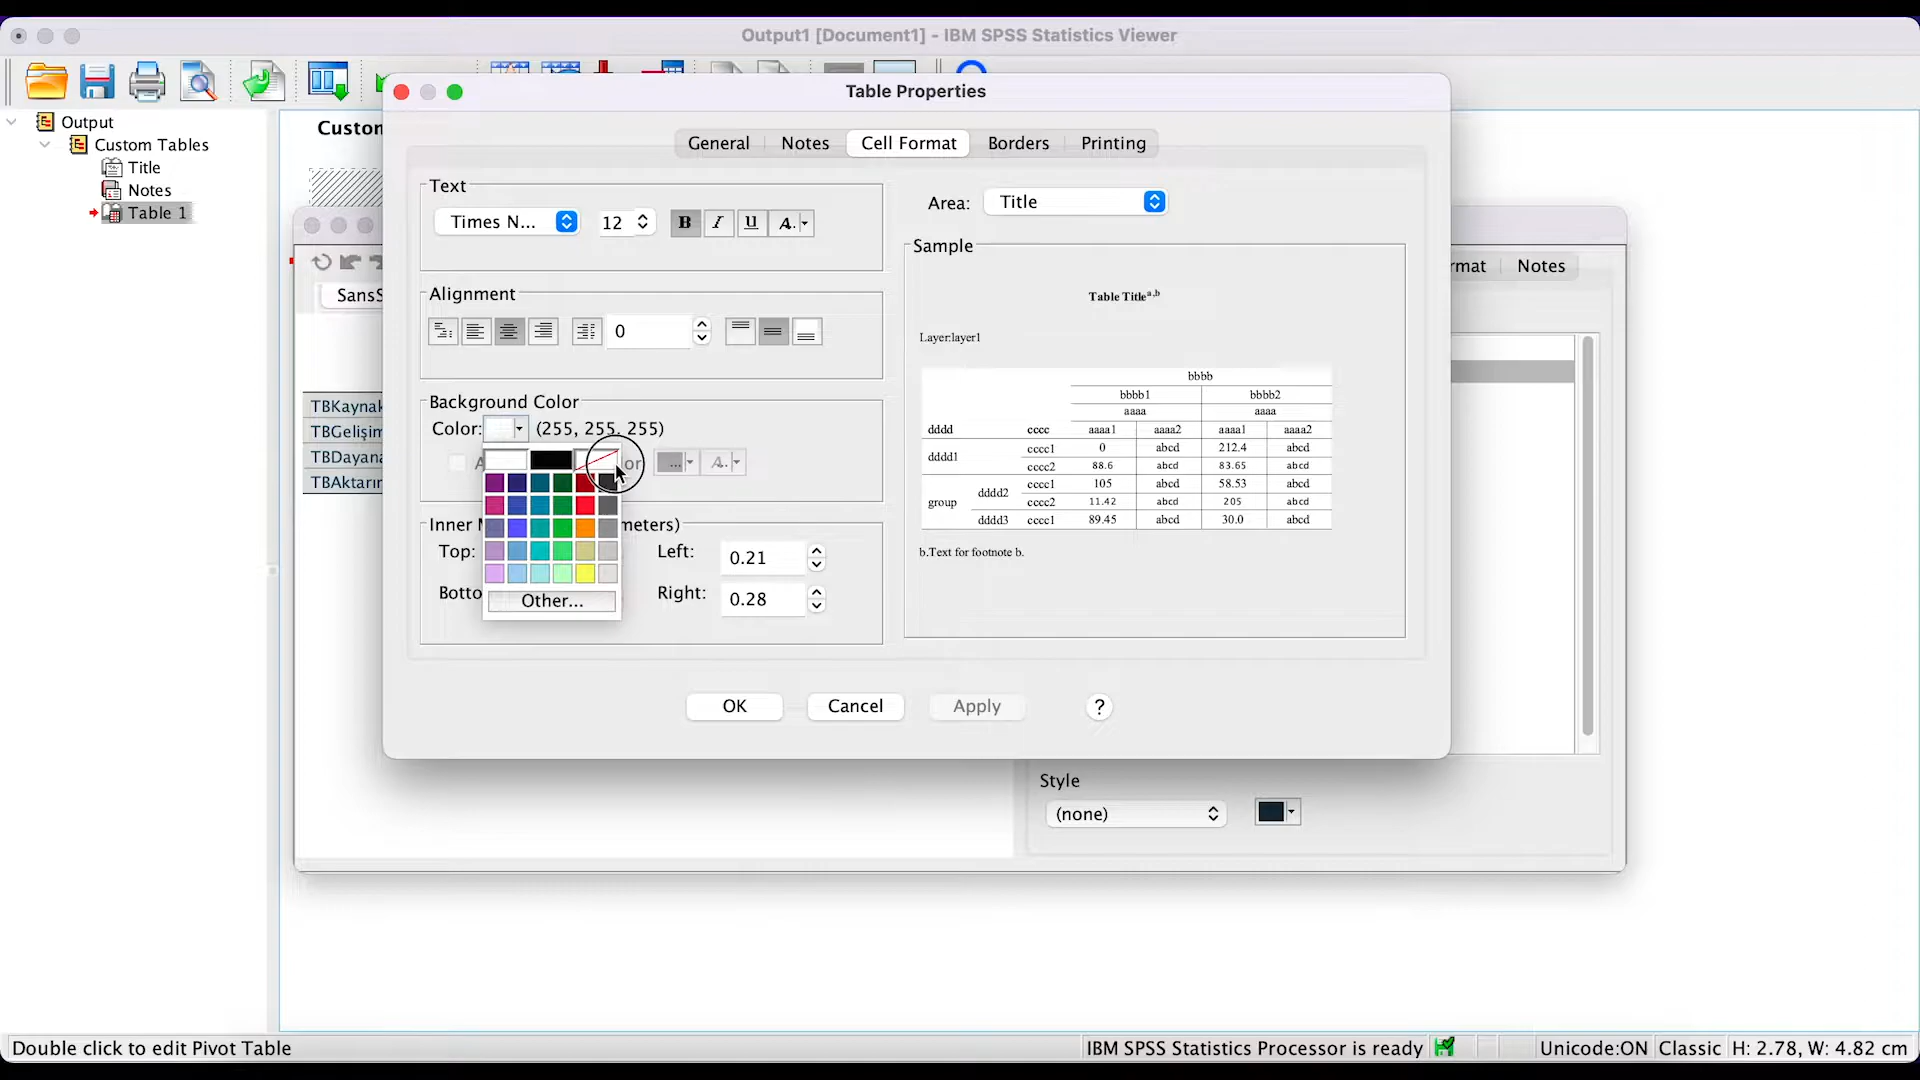 Output1 [Document1] - IBM SPSS Statistics Viewer
Output
Custom Tables
Title
Notes
Table 1
Custom
Table Properties
General Notes Cell Format Borders Printing
Text
Times N... 12 B I U A.
Area: Title
Sample
Table Title a,b
Layer:layer1
bbbb
bbbb1 bbbb2
aaaa aaaa
dddd cccc aaaa1 aaaa2 aaaa1 aaaa2
dddd1 cccc1 0 abcd 212.4 abcd
cccc2 88.6 abcd 83.65 abcd
group dddd2 cccc1 105 abcd 58.53 abcd
cccc2 11.42 abcd 205 abcd
dddd3 cccc1 89.45 abcd 30.0 abcd
b.Text for footnote b.
Alignment
0
Background Color
Color: (255, 255, 255)
A or ... A..
Other...
Inner M meters)
Top: Left: 0.21
Botto Right: 0.28
OK Cancel Apply ?
SansS
TBKaynak
TBGelişim
TBDayana
TBAktarır
rmat Notes
Style
(none)
Double click to edit Pivot Table
IBM SPSS Statistics Processor is ready Unicode:ON Classic H: 2.78, W: 4.82 cm